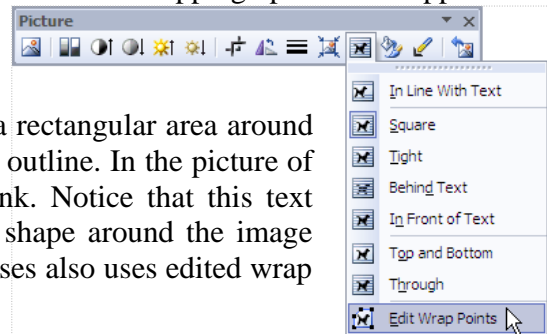 Picture
In Line With Text
Square
Tight
Behind Text
In Front of Text
Top and Bottom
Through
Edit Wrap Points
a rectangular area around
outline. In the picture of
Notice that this text
shape around the image
also uses edited wrap